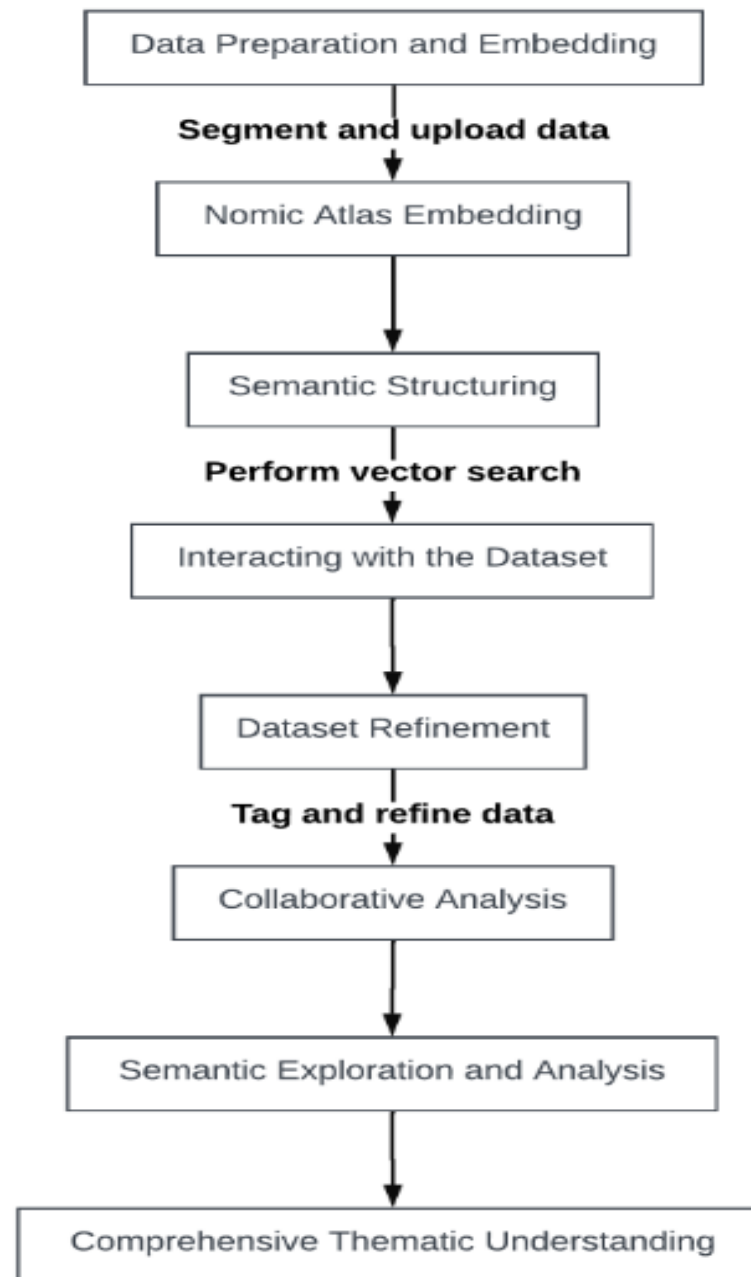 Data Preparation and Embedding
Segment and upload data
Nomic Atlas Embedding
Semantic Structuring
Perform vector search
Interacting with the Dataset
Dataset Refinement
Tag and refine data
Collaborative Analysis
Semantic Exploration and Analysis
Comprehensive Thematic Understanding